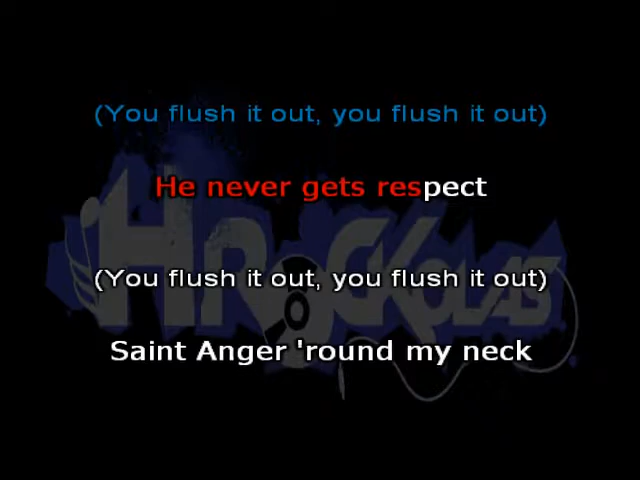 (You flush it out, you flush it out)
He never gets respect
(You flush it out, you flush it out)
Saint Anger 'round my neck
HROCKOLAS